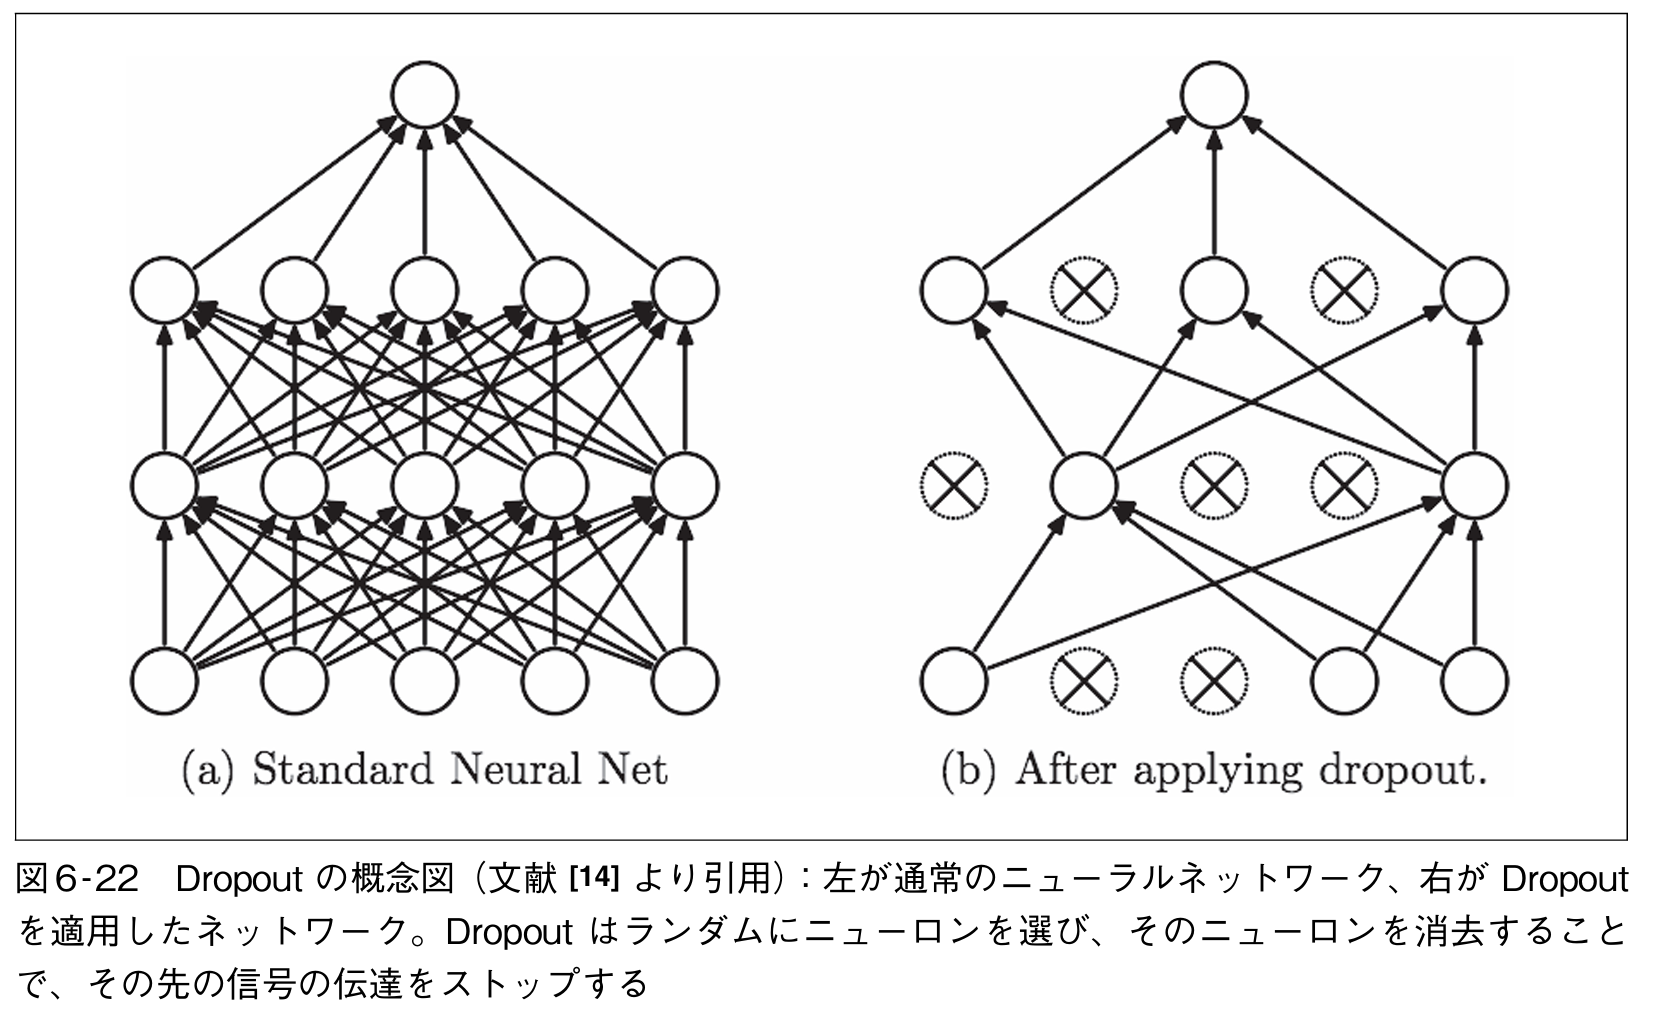 (a) Standard Neural Net
(b) After applying dropout.
図6-22　Dropout の概念図（文献 [14] より引用）：左が通常のニューラルネットワーク、右が Dropout
を適用したネットワーク。Dropout はランダムにニューロンを選び、そのニューロンを消去すること
で、その先の信号の伝達をストップする